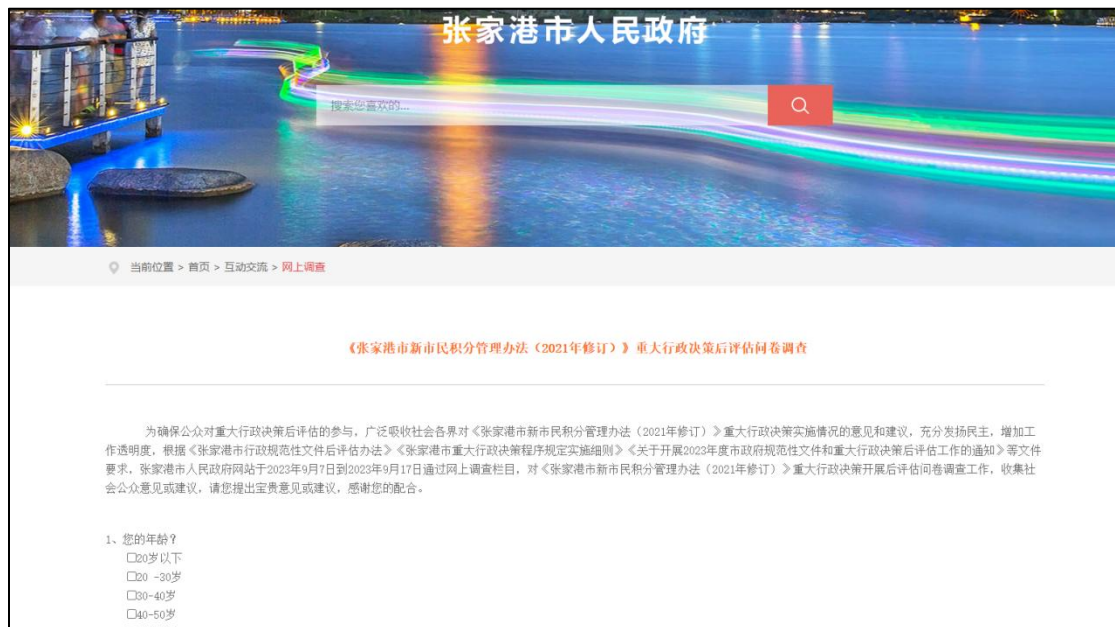 张家港市人民政府
搜索您喜欢的...
当前位置 > 首页 > 互动交流 > 网上调查
《张家港市新市民积分管理办法（2021年修订）》重大行政决策后评估问卷调查
为确保公众对重大行政决策后评估的参与，广泛吸收社会各界对《张家港市新市民积分管理办法（2021年修订）》重大行政决策实施情况的意见和建议，充分发扬民主，增加工
作透明度，根据《张家港市行政规范性文件后评估办法》《张家港市重大行政决策程序规定实施细则》《关于开展2023年度市政府规范性文件和重大行政决策后评估工作的通知》等文件
要求，张家港市人民政府网站于2023年9月7日到2023年9月17日通过网上调查栏目，对《张家港市新市民积分管理办法（2021年修订）》重大行政决策开展后评估问卷调查工作，收集社
会公众意见或建议，请您提出宝贵意见或建议，感谢您的配合。
1、您的年龄？
□20岁以下
□20 -30岁
□30-40岁
□40-50岁